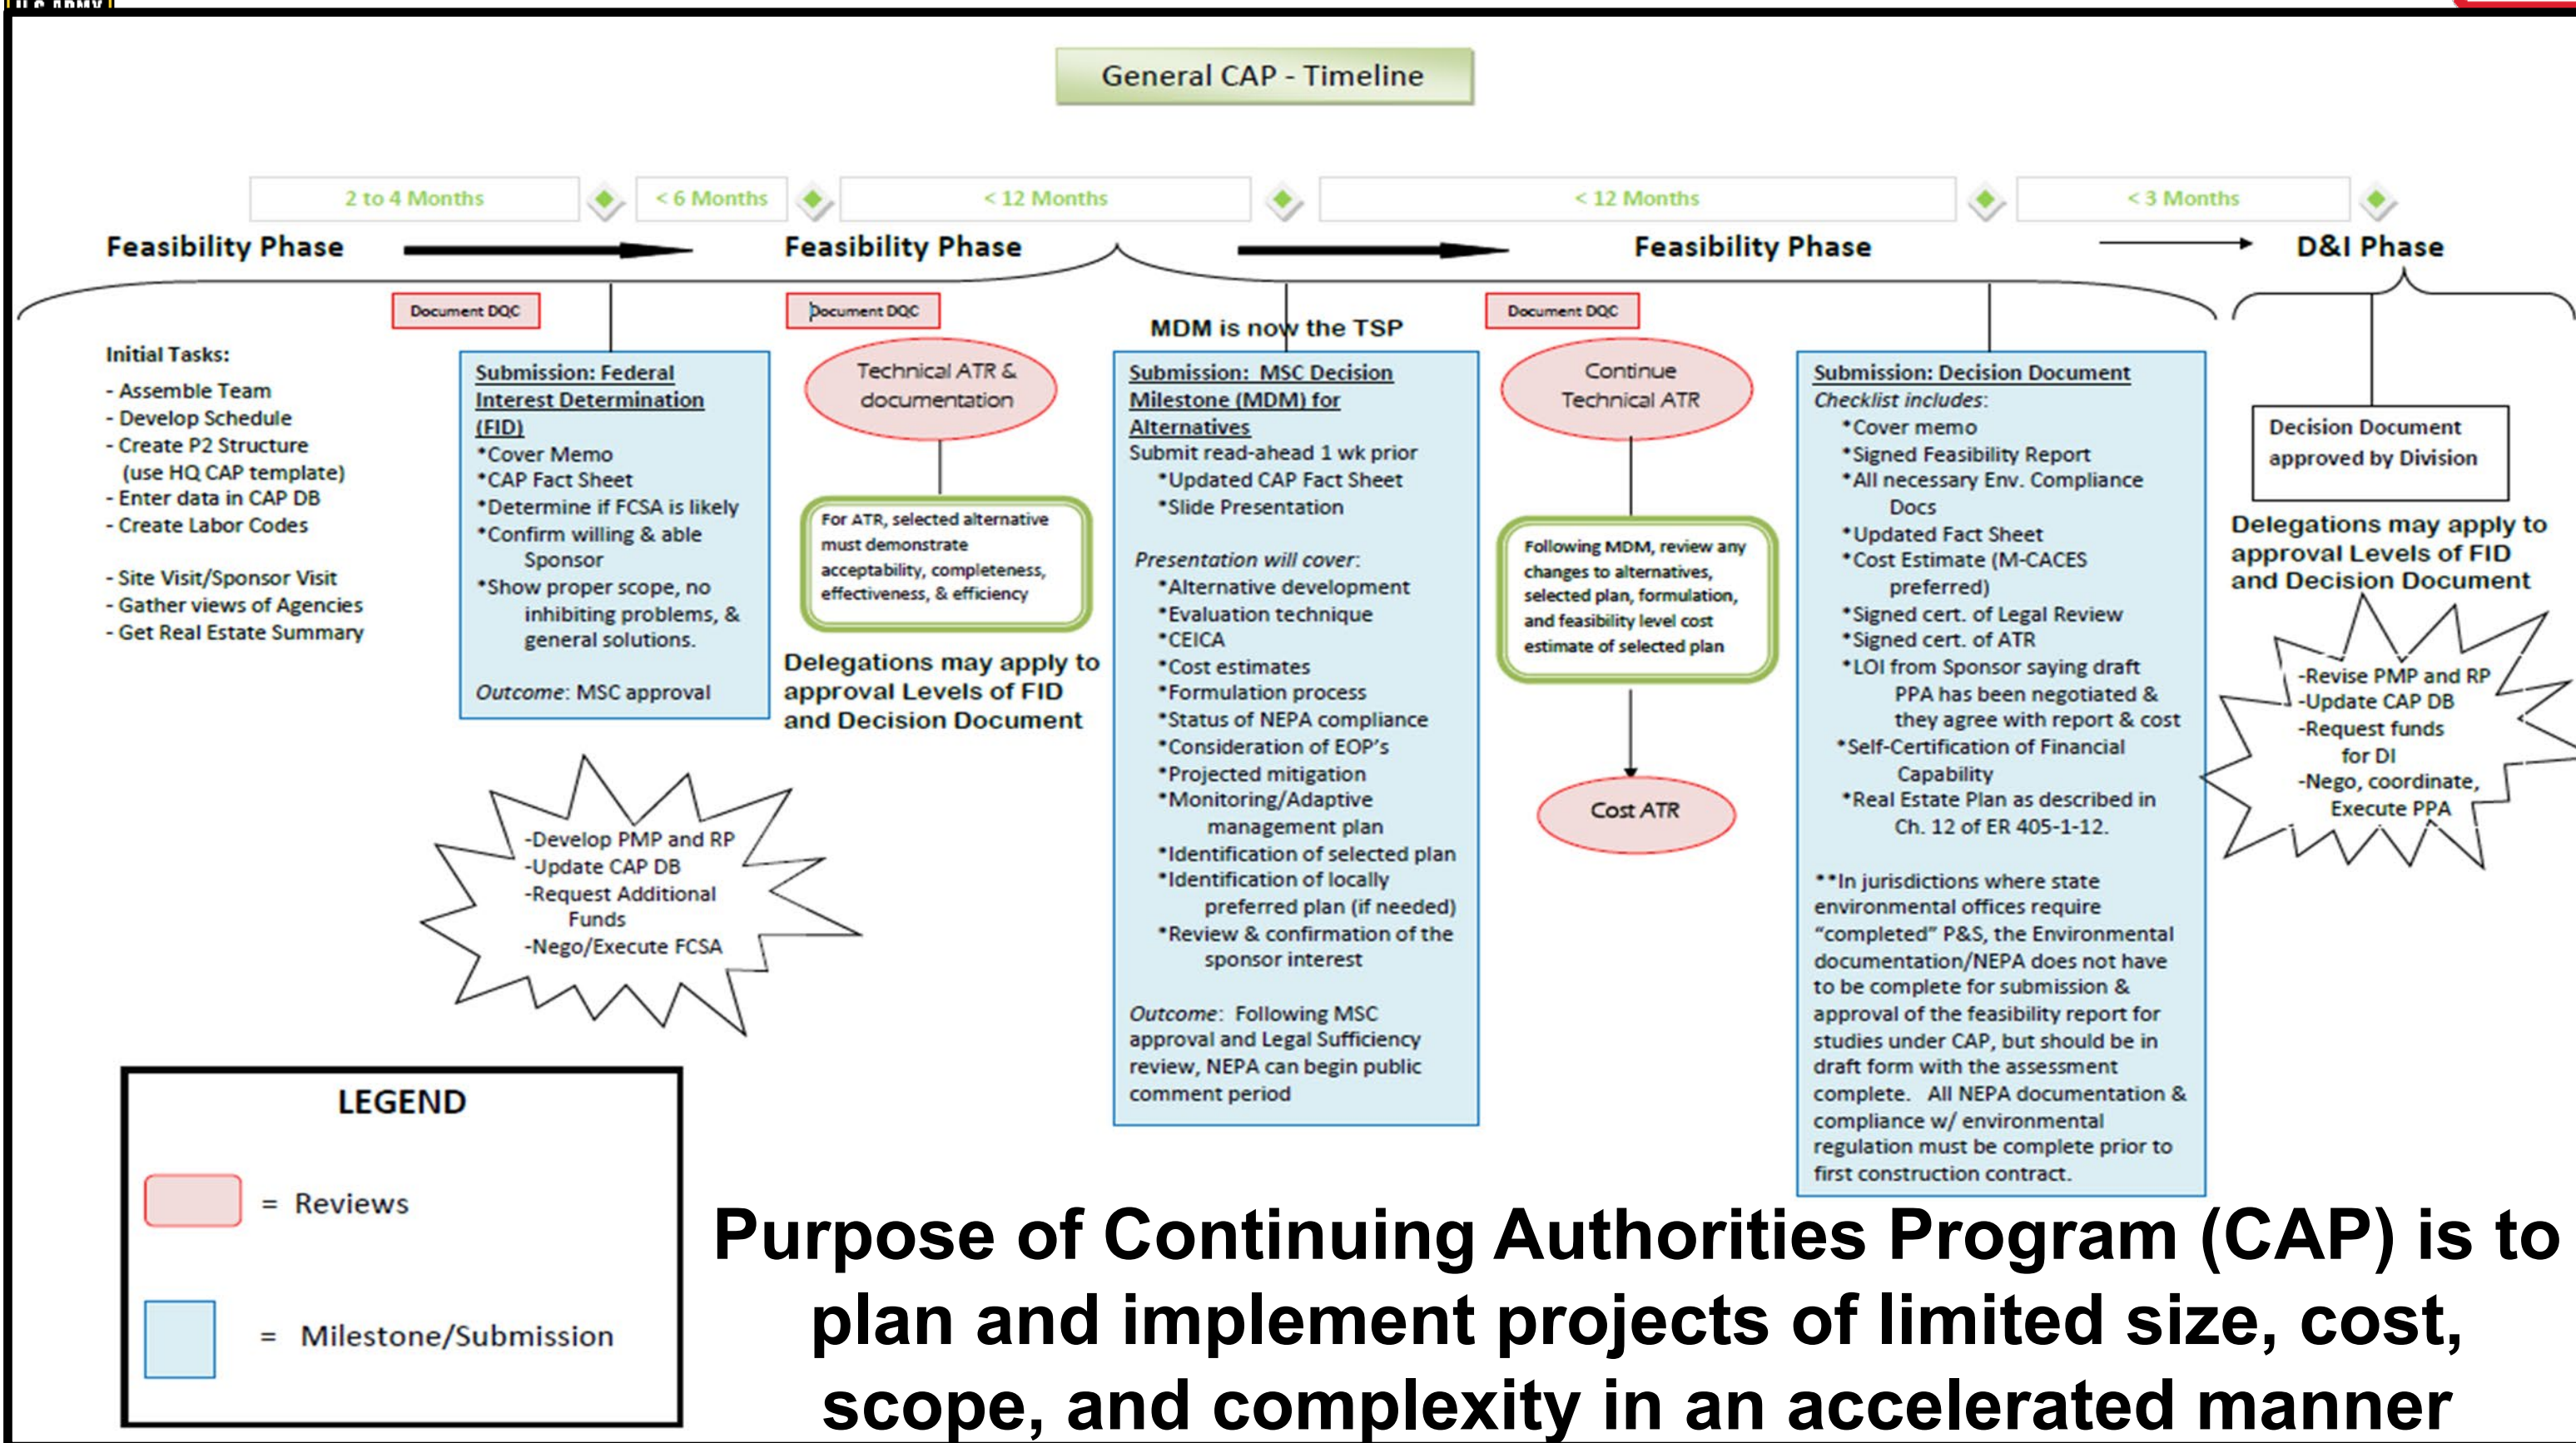 U.S. ARMY
General CAP - Timeline
2 to 4 Months
< 6 Months
< 12 Months
< 12 Months
< 3 Months
Feasibility Phase
Feasibility Phase
Feasibility Phase
D&I Phase
Document DQC
Document DQC
Document DQC
MDM is now the TSP
Initial Tasks:
- Assemble Team
- Develop Schedule
- Create P2 Structure
(use HQ CAP template)
- Enter data in CAP DB
- Create Labor Codes
- Site Visit/Sponsor Visit
- Gather views of Agencies
- Get Real Estate Summary
Submission: Federal
Interest Determination
(FID)
*Cover Memo
*CAP Fact Sheet
*Determine if FCSA is likely
*Confirm willing & able
Sponsor
*Show proper scope, no
inhibiting problems, &
general solutions.
Outcome: MSC approval
-Develop PMP and RP
-Update CAP DB
-Request Additional
Funds
-Nego/Execute FCSA
Technical ATR &
documentation
For ATR, selected alternative
must demonstrate
acceptability, completeness,
effectiveness, & efficiency
Delegations may apply to
approval Levels of FID
and Decision Document
Submission: MSC Decision
Milestone (MDM) for
Alternatives
Submit read-ahead 1 wk prior
*Updated CAP Fact Sheet
*Slide Presentation
Presentation will cover:
*Alternative development
*Evaluation technique
*CEICA
*Cost estimates
*Formulation process
*Status of NEPA compliance
*Consideration of EOP's
*Projected mitigation
*Monitoring/Adaptive
management plan
*Identification of selected plan
*Identification of locally
preferred plan (if needed)
*Review & confirmation of the
sponsor interest
Outcome: Following MSC
approval and Legal Sufficiency
review, NEPA can begin public
comment period
Continue
Technical ATR
Following MDM, review any
changes to alternatives,
selected plan, formulation,
and feasibility level cost
estimate of selected plan
Cost ATR
Submission: Decision Document
Checklist includes:
*Cover memo
*Signed Feasibility Report
*All necessary Env. Compliance
Docs
*Updated Fact Sheet
*Cost Estimate (M-CACES
preferred)
*Signed cert. of Legal Review
*Signed cert. of ATR
*LOI from Sponsor saying draft
PPA has been negotiated &
they agree with report & cost
*Self-Certification of Financial
Capability
*Real Estate Plan as described in
Ch. 12 of ER 405-1-12.
**In jurisdictions where state
environmental offices require
“completed” P&S, the Environmental
documentation/NEPA does not have
to be complete for submission &
approval of the feasibility report for
studies under CAP, but should be in
draft form with the assessment
complete. All NEPA documentation &
compliance w/ environmental
regulation must be complete prior to
first construction contract.
Decision Document
approved by Division
Delegations may apply to
approval Levels of FID
and Decision Document
-Revise PMP and RP
-Update CAP DB
-Request funds
for DI
-Nego, coordinate,
Execute PPA
LEGEND
= Reviews
= Milestone/Submission
Purpose of Continuing Authorities Program (CAP) is to
plan and implement projects of limited size, cost,
scope, and complexity in an accelerated manner